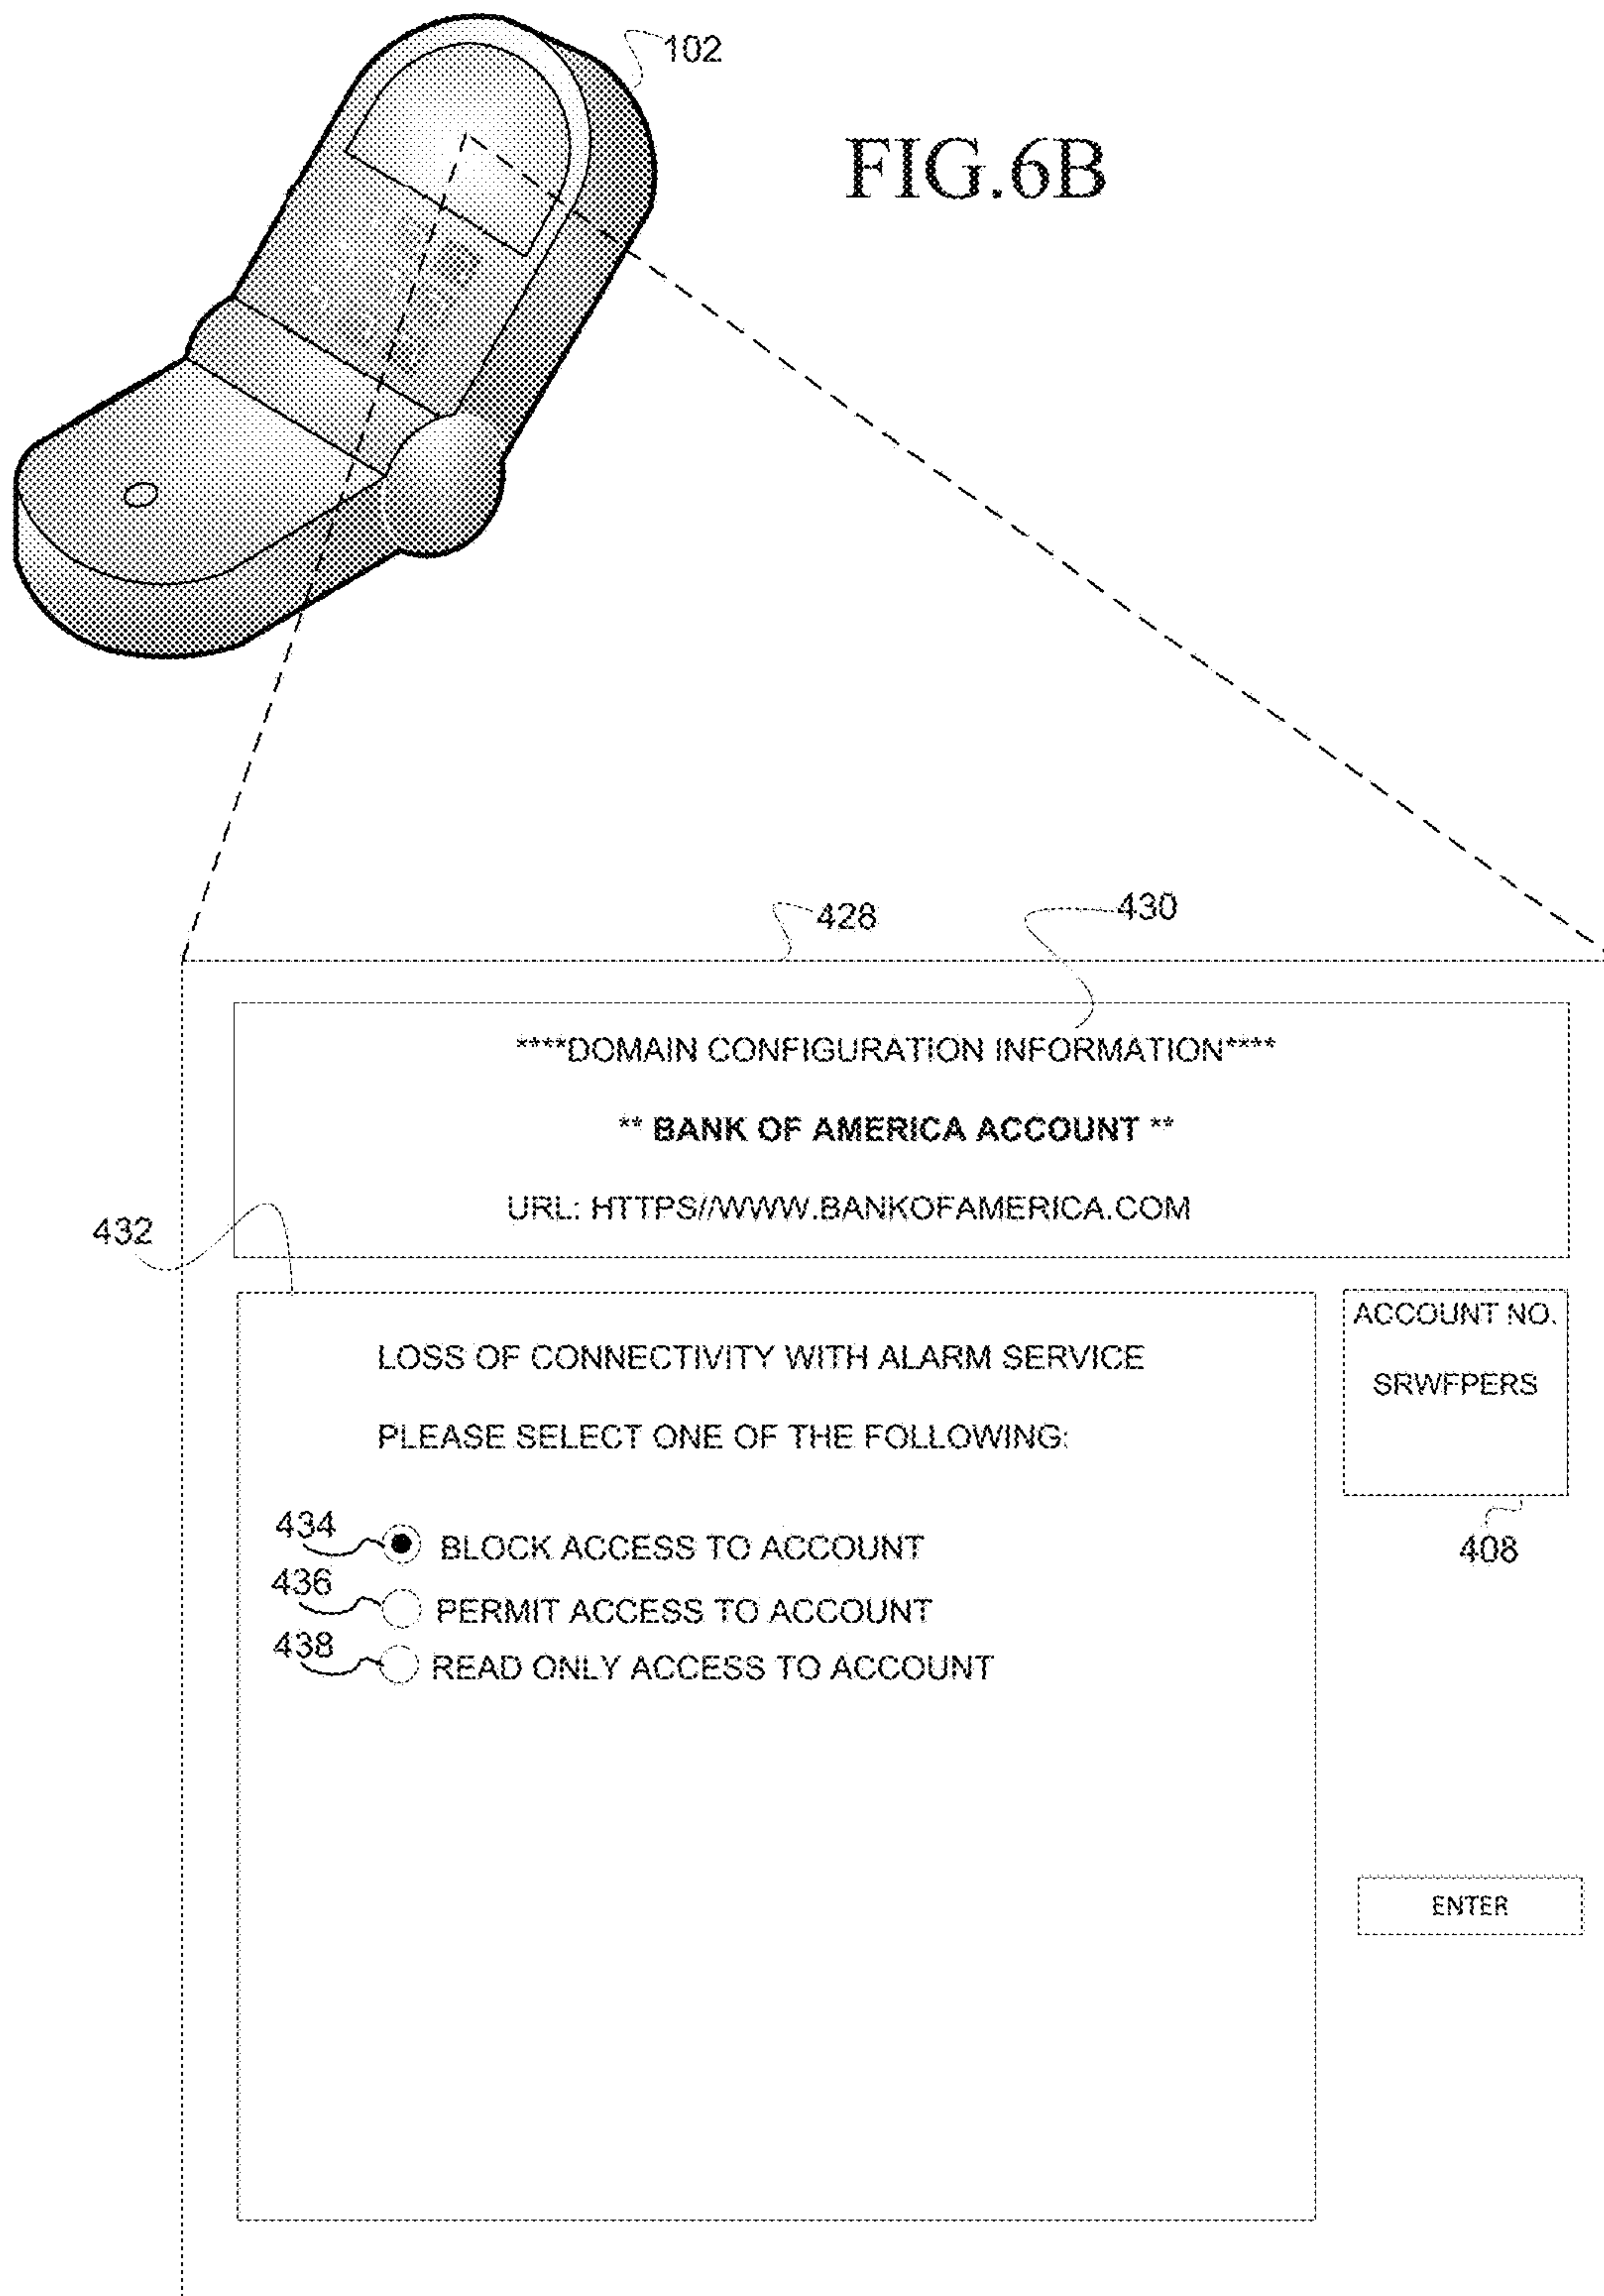 102
FIG.6B
428
430
****DOMAIN CONFIGURATION INFORMATION****
** BANK OF AMERICA ACCOUNT **
URL: HTTPS//WWW.BANKOFAMERICA.COM
432
LOSS OF CONNECTIVITY WITH ALARM SERVICE
PLEASE SELECT ONE OF THE FOLLOWING:
434
BLOCK ACCESS TO ACCOUNT
436
PERMIT ACCESS TO ACCOUNT
438
READ ONLY ACCESS TO ACCOUNT
ACCOUNT NO.
SRWFPERS
408
ENTER